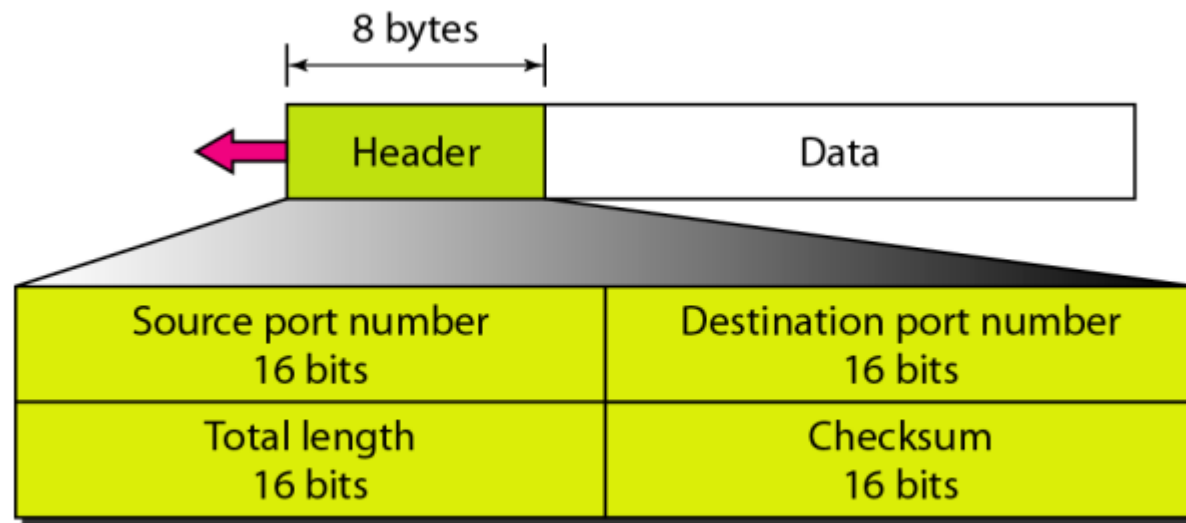 8 bytes
Header
Data
Source port number
16 bits
Destination port number
16 bits
Total length
16 bits
Checksum
16 bits